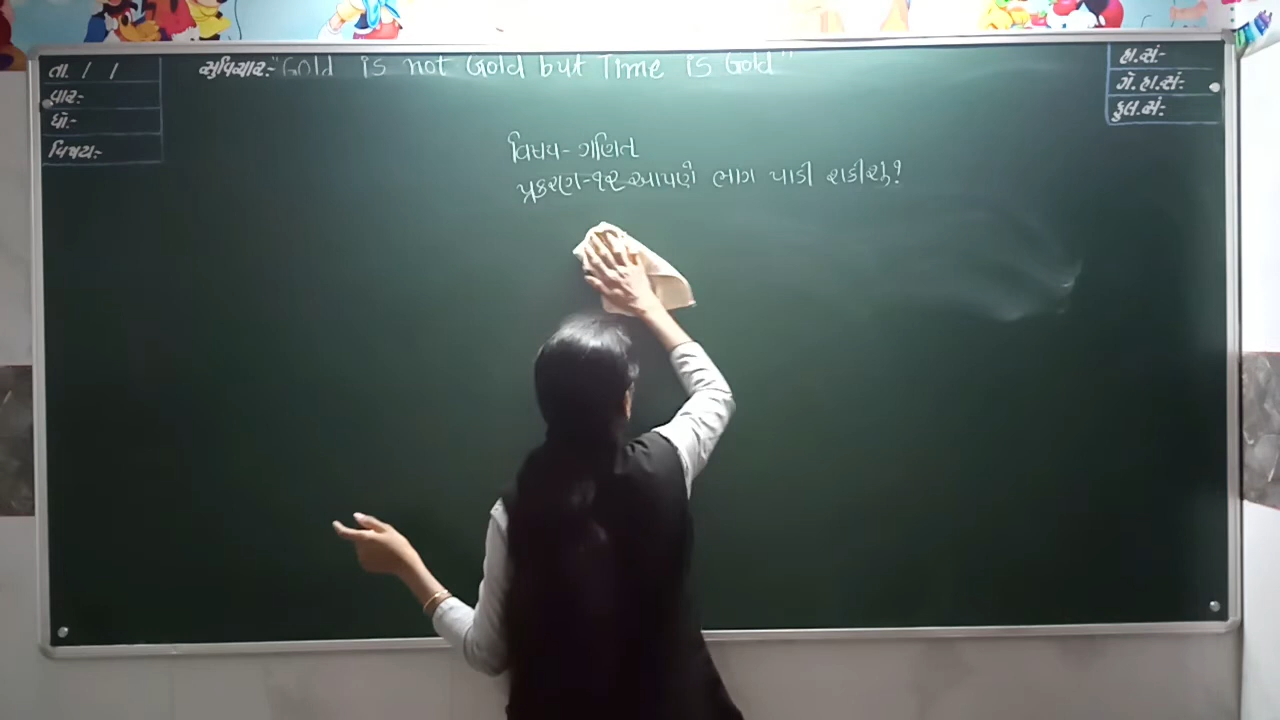 તા. / /
વાર:-
ધો:-
વિષય:-
સુવિચાર:- "Gold is not Gold but Time is Gold"
હા.સં:-
ગે.હા.સં:-
કુલ.સં:-
વિષય- ગણિત
પ્રકરણ-૧૨ આપણે ભાગ પાડી શકીશું?